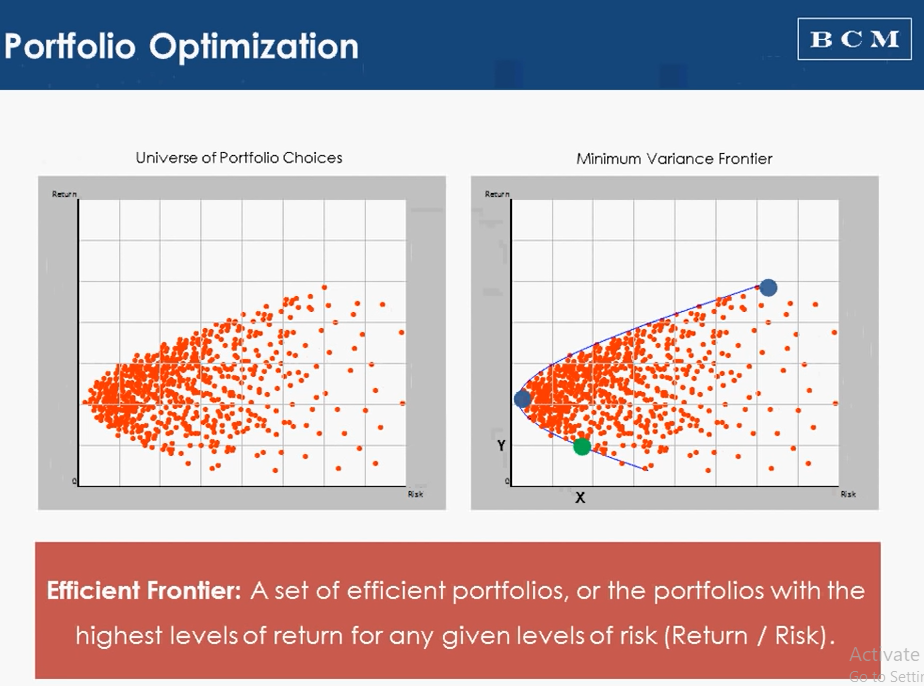 Portfolio Optimization
BCM
Universe of Portfolio Choices
Minimum Variance Frontier
Return
0
Risk
Return
Y
0
X
Risk
Efficient Frontier: A set of efficient portfolios, or the portfolios with the
highest levels of return for any given levels of risk (Return / Risk).
Activate
Go to Settin